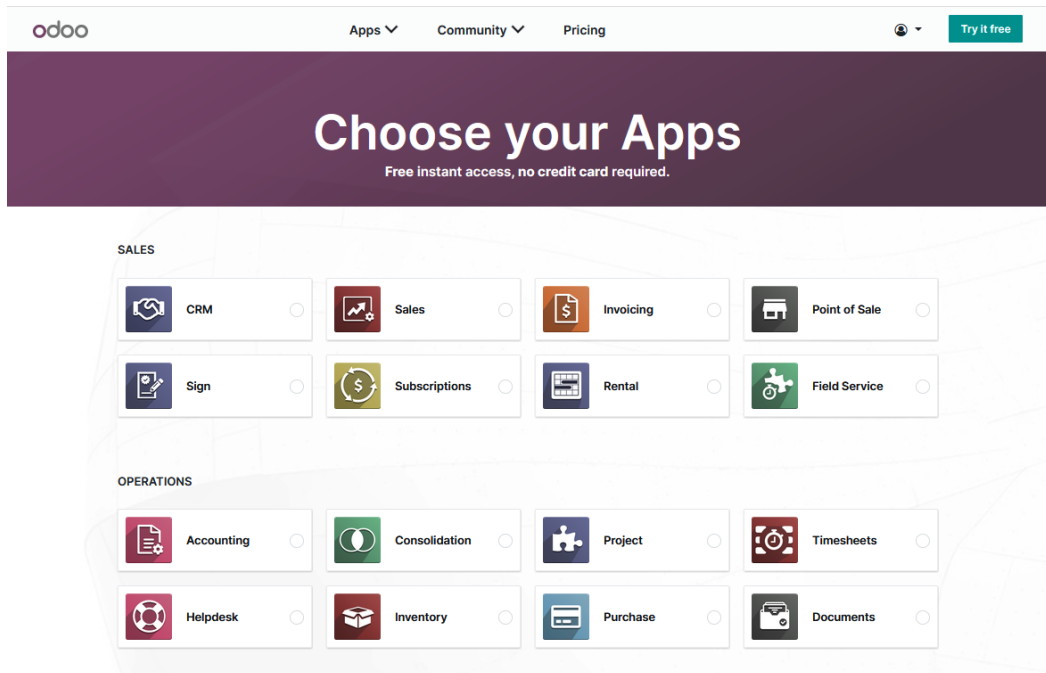 odoo Apps Community Pricing Try it free
Choose your Apps
Free instant access, no credit card required.
SALES
CRM Sales Invoicing Point of Sale
Sign Subscriptions Rental Field Service
OPERATIONS
Accounting Consolidation Project Timesheets
Helpdesk Inventory Purchase Documents